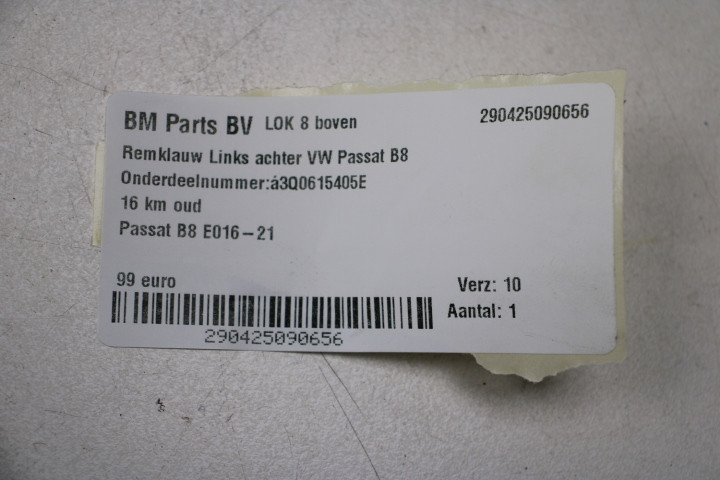 BM Parts BV LOK 8 boven 290425090656
Remklauw Links achter VW Passat B8
Onderdeelnummer:á3Q0615405E
16 km oud
Passat B8 E016-21
99 euro Verz: 10
Aantal: 1
290425090656